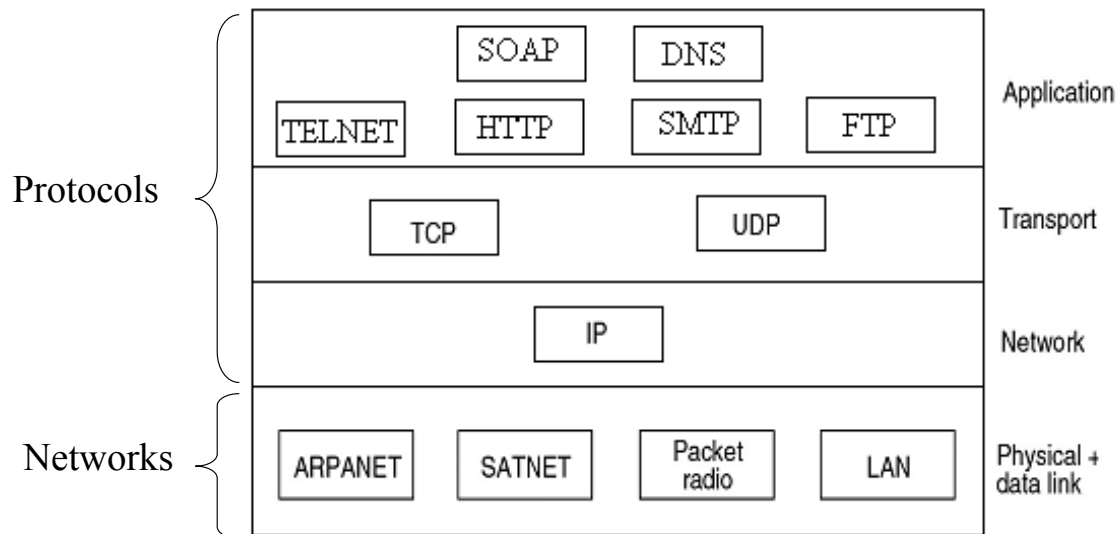 SOAP
DNS
Application
TELNET
HTTP
SMTP
FTP
Protocols
TCP
UDP
Transport
IP
Network
Networks
ARPANET
SATNET
Packet
radio
LAN
Physical +
data link